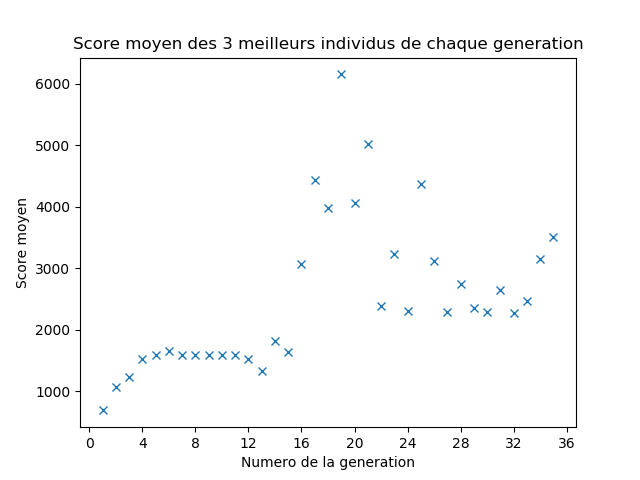 Score moyen des 3 meilleurs individus de chaque generation
6000
5000
4000
3000
2000
1000
Score moyen
0 4 8 12 16 20 24 28 32 36
Numero de la generation